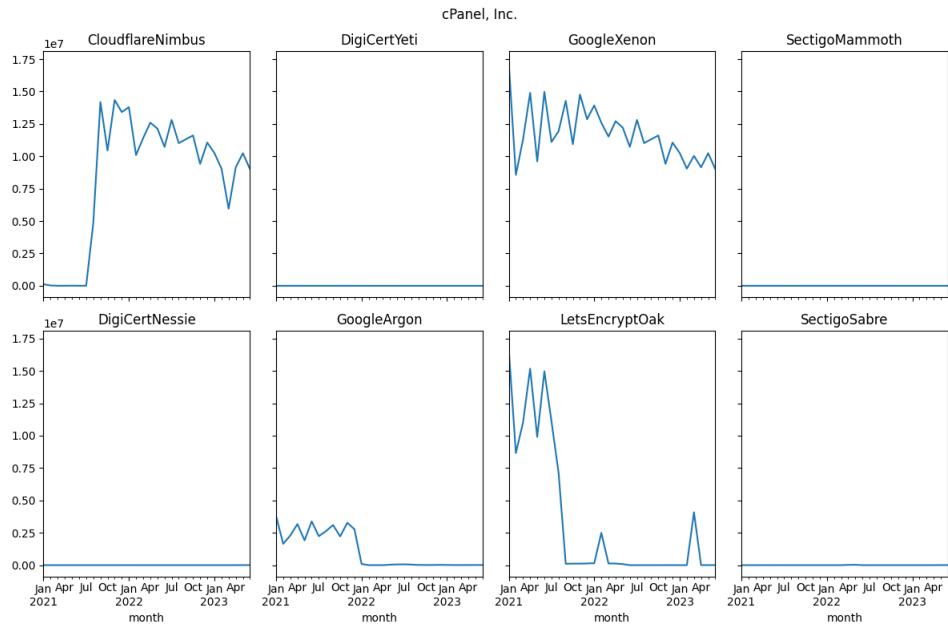 cPanel, Inc.
CloudflareNimbus DigiCertYeti GoogleXenon SectigoMammoth
1e7
1.75
1.50
1.25
1.00
0.75
0.50
0.25
0.00
DigiCertNessie GoogleArgon LetsEncryptOak SectigoSabre
1e7
1.75
1.50
1.25
1.00
0.75
0.50
0.25
0.00
Jan Apr Jul Oct Jan Apr Jul Oct Jan Apr Jan Apr Jul Oct Jan Apr Jul Oct Jan Apr Jan Apr Jul Oct Jan Apr Jul Oct Jan Apr Jan Apr Jul Oct Jan Apr Jul Oct Jan Apr
2021 2022 2023 2021 2022 2023 2021 2022 2023 2021 2022 2023
month month month month